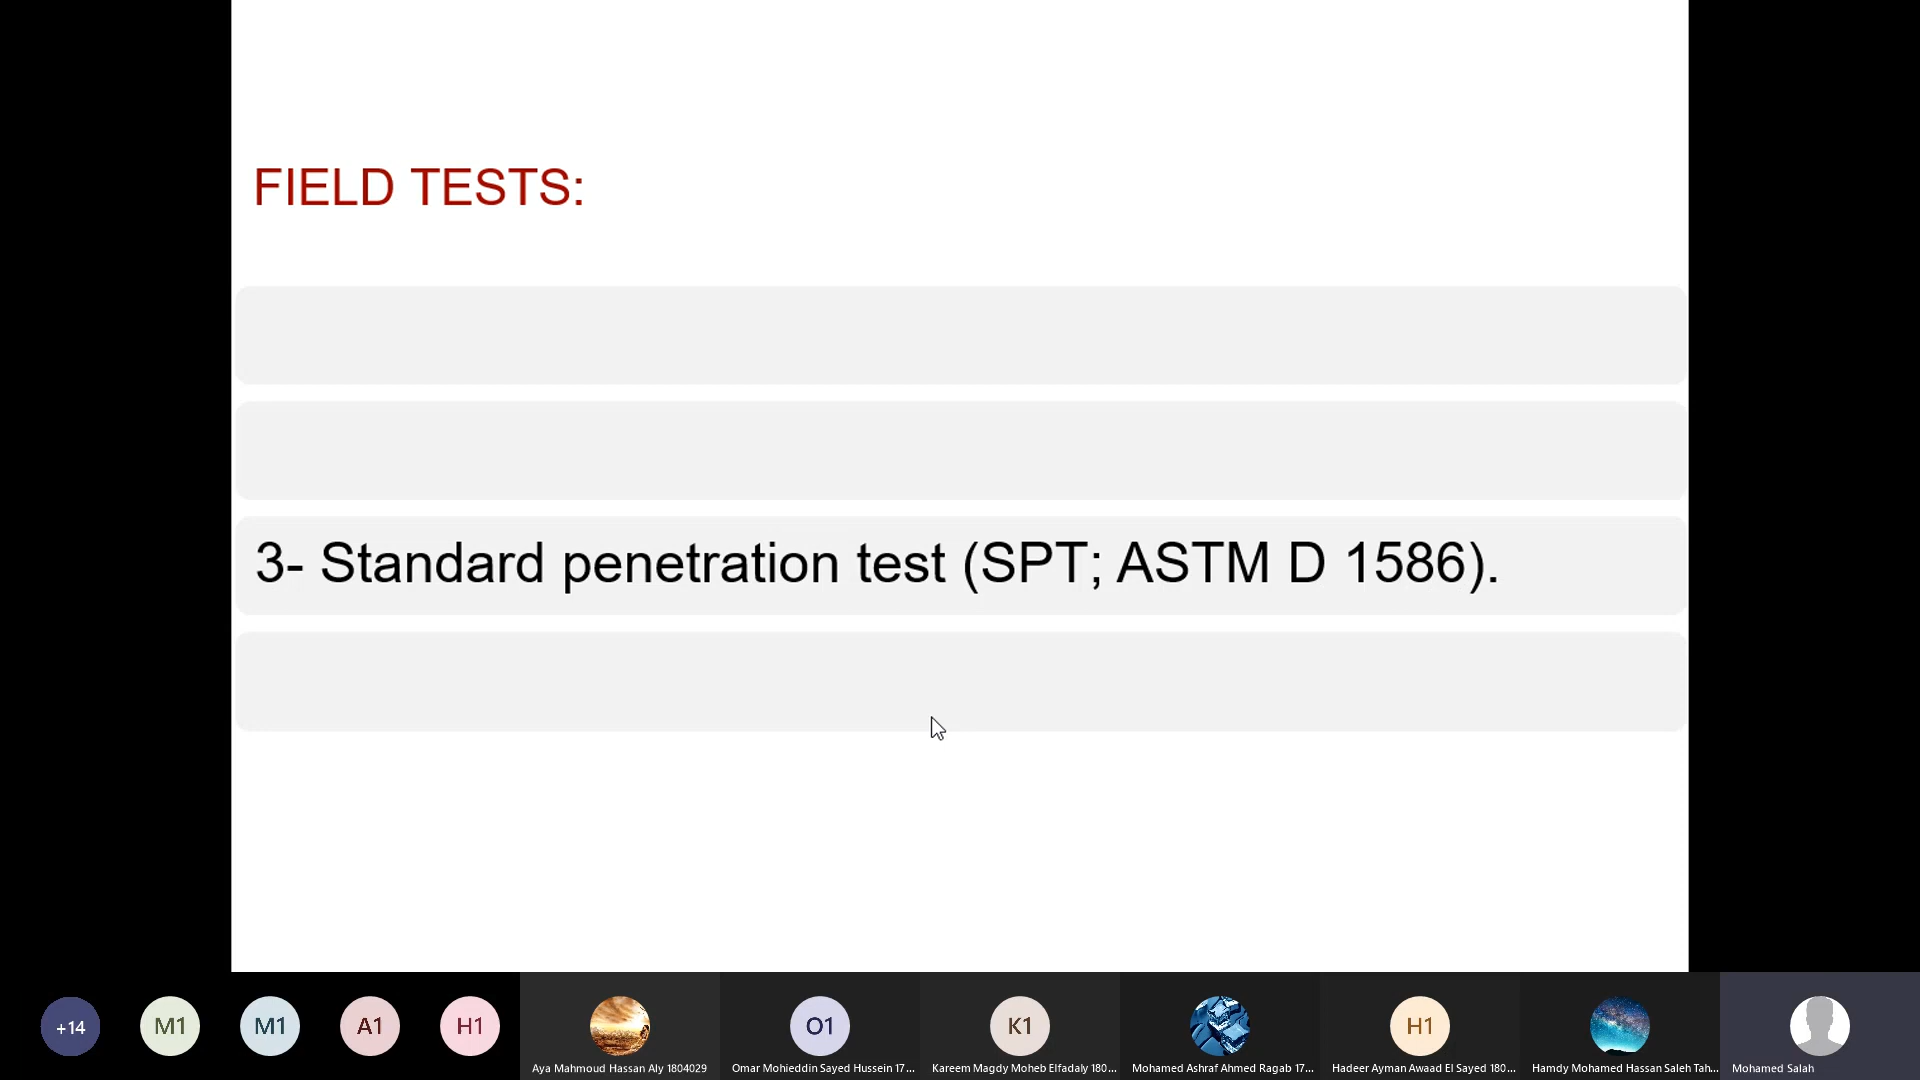 FIELD TESTS:
3- Standard penetration test (SPT; ASTM D 1586).
+14
M1
M1
A1
H1
O1
K1
H1
Aya Mahmoud Hassan Aly 1804029
Omar Mohieddin Sayed Hussein 17...
Kareem Magdy Moheb Elfadaly 180...
Mohamed Ashraf Ahmed Ragab 17...
Hadeer Ayman Awaad El Sayed 180...
Hamdy Mohamed Hassan Saleh Tah...
Mohamed Salah